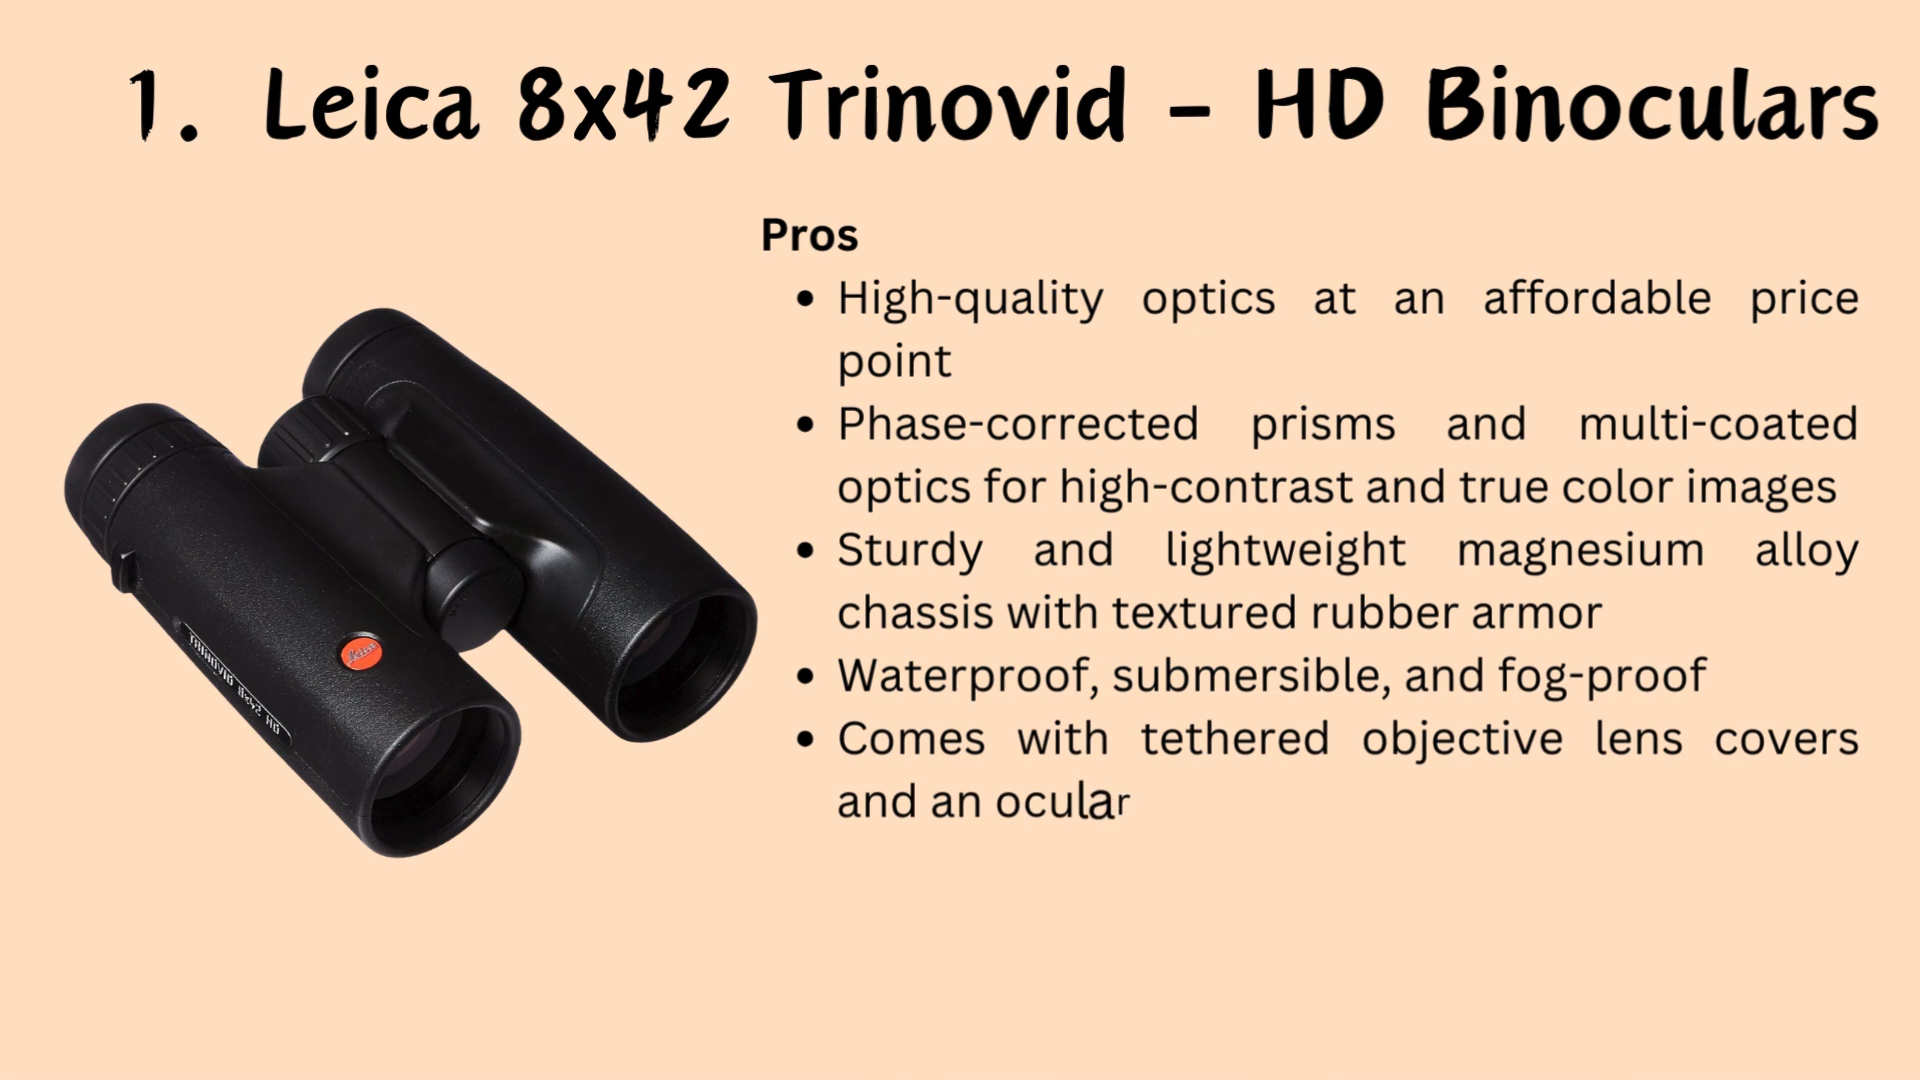 1. Leica 8x42 Trinovid – HD Binoculars
Pros
• High-quality optics at an affordable price
point
• Phase-corrected prisms and multi-coated
optics for high-contrast and true color images
• Sturdy and lightweight magnesium alloy
chassis with textured rubber armor
• Waterproof, submersible, and fog-proof
• Comes with tethered objective lens covers
and an ocular
Leica
TRINOVID 8x42 HD